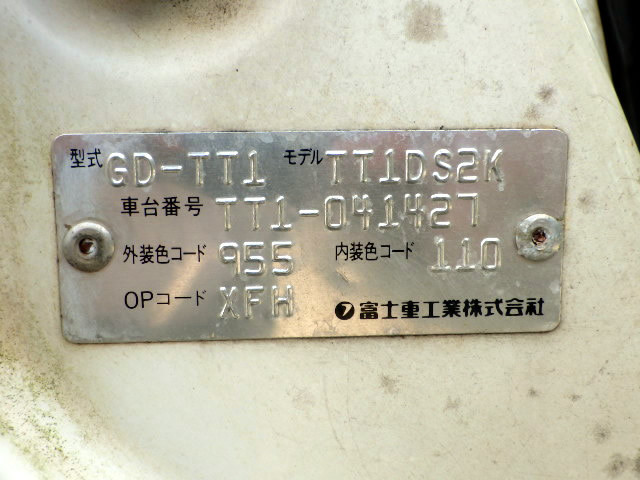 型式 GD-TT1 モデル TT1DS2K
車台番号 TT1-041427
外装色コード 955 内装色コード 110
OPコード XFH 富士重工業株式会社